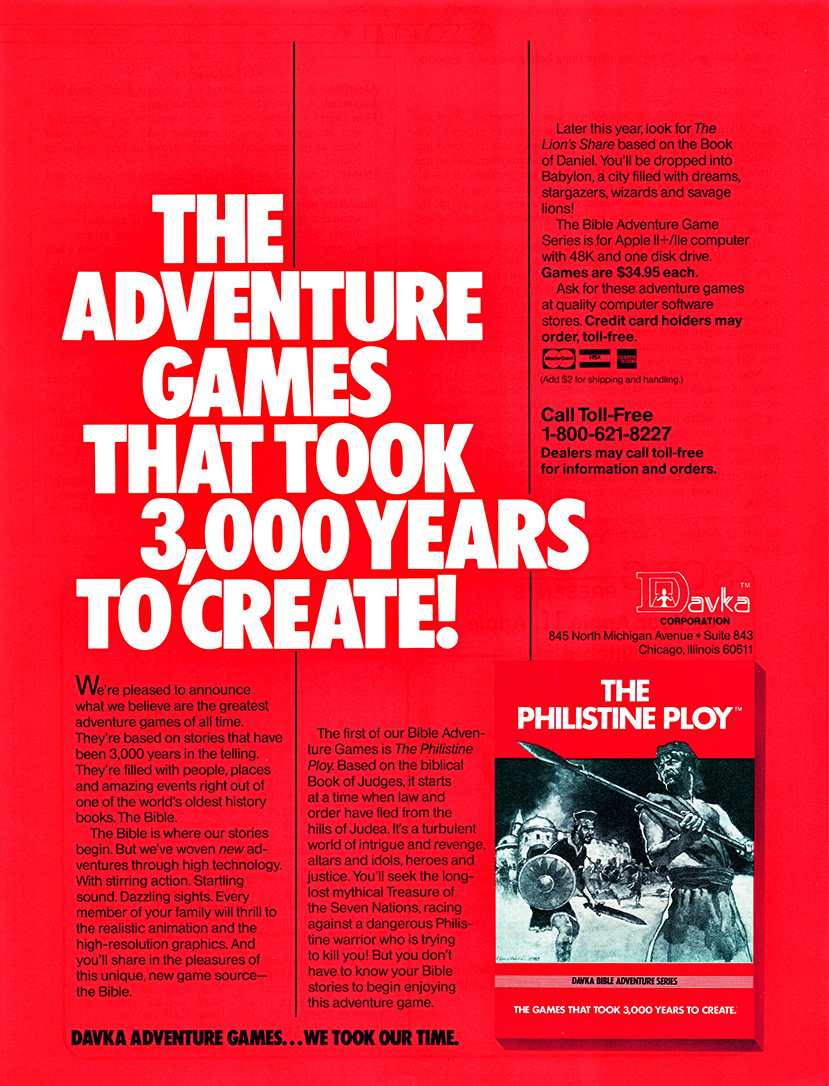 THE
ADVENTURE
GAMES
THAT TOOK
3,000 YEARS
TO CREATE!
We're pleased to announce
what we believe are the greatest
adventure games of all time.
They're based on stories that have
been 3,000 years in the telling.
They're filled with people, places
and amazing events right out of
one of the world's oldest history
books. The Bible.
The Bible is where our stories
begin. But we've woven new ad-
ventures through high technology.
With stirring action. Startling
sound. Dazzling sights. Every
member of your family will thrill to
the realistic animation and the
high-resolution graphics. And
you'll share in the pleasures of
this unique, new game source—
the Bible.
The first of our Bible Adven-
ture Games is The Philistine
Ploy. Based on the biblical
Book of Judges, it starts
at a time when law and
order have fled from the
hills of Judea. It's a turbulent
world of intrigue and revenge,
altars and idols, heroes and
justice. You'll seek the long-
lost mythical Treasure of
the Seven Nations, racing
against a dangerous Philis-
tine warrior who is trying
to kill you! But you don't
have to know your Bible
stories to begin enjoying
this adventure game.
Later this year, look for The
Lion's Share based on the Book
of Daniel. You'll be dropped into
Babylon, a city filled with dreams,
stargazers, wizards and savage
lions!
The Bible Adventure Game
Series is for Apple II+/IIe computer
with 48K and one disk drive.
Games are $34.95 each.
Ask for these adventure games
at quality computer software
stores. Credit card holders may
order, toll-free.
MasterCard VISA
(Add $2 for shipping and handling.)
Call Toll-Free
1-800-621-8227
Dealers may call toll-free
for information and orders.
Davka™
CORPORATION
845 North Michigan Avenue • Suite 843
Chicago, Illinois 60611
THE
PHILISTINE PLOY™
DAVKA BIBLE ADVENTURE SERIES
THE GAMES THAT TOOK 3,000 YEARS TO CREATE.
DAVKA ADVENTURE GAMES...WE TOOK OUR TIME.